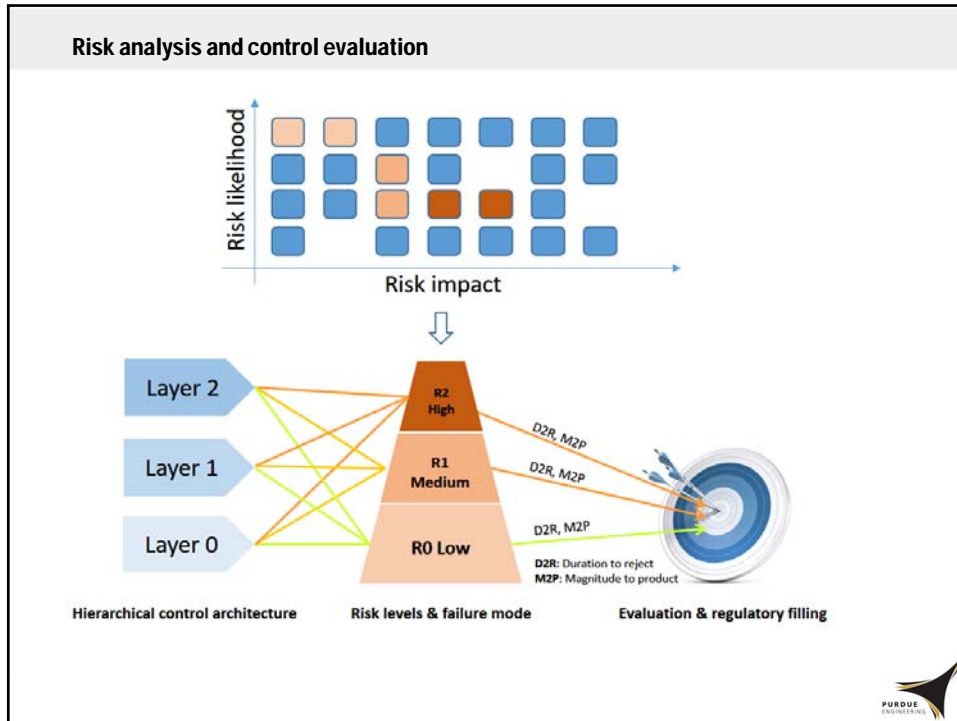 Risk analysis and control evaluation
Risk likelihood
Risk impact
Layer 2
Layer 1
Layer 0
R2
High
R1
Medium
R0 Low
D2R, M2P
D2R, M2P
D2R, M2P
D2R: Duration to reject
M2P: Magnitude to product
Hierarchical control architecture
Risk levels & failure mode
Evaluation & regulatory filling
PURDUE
ENGINEERING